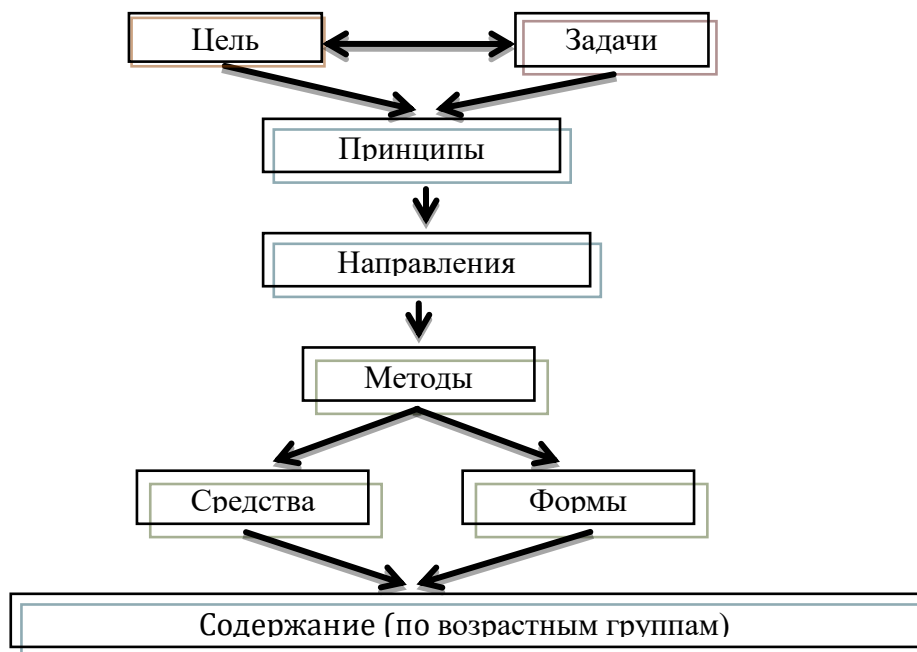 Цель
Задачи
Принципы
Направления
Методы
Средства
Формы
Содержание (по возрастным группам)